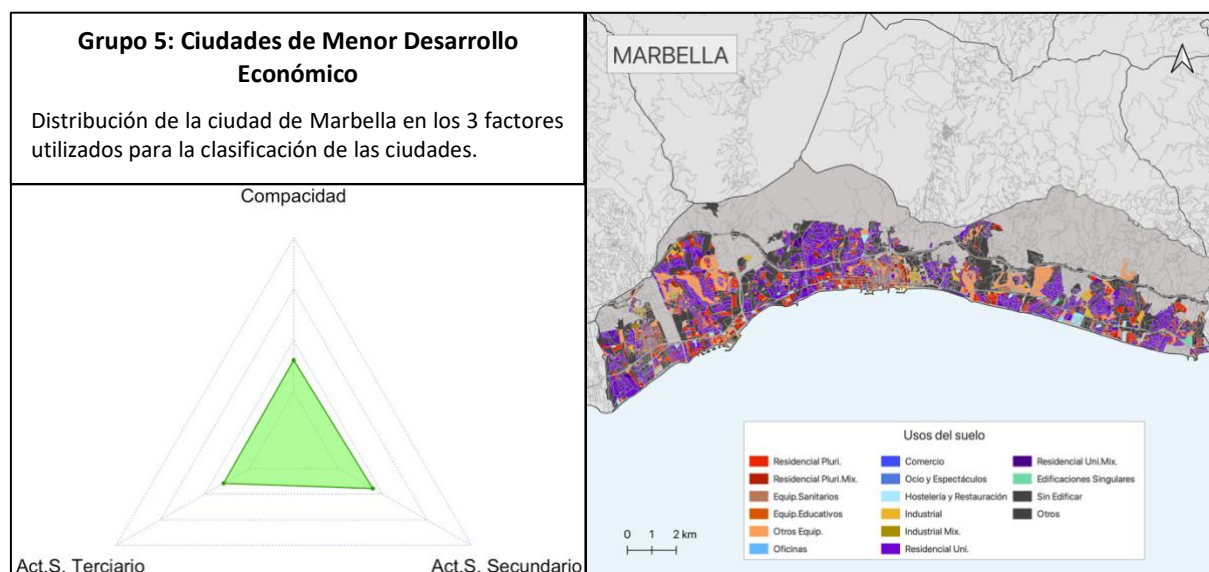 Grupo 5: Ciudades de Menor Desarrollo
Económico
Distribución de la ciudad de Marbella en los 3 factores
utilizados para la clasificación de las ciudades.
Compacidad
Act.S. Terciario
Act.S. Secundario
MARBELLA
Usos del suelo
Residencial Pluri.
Residencial Pluri.Mix.
Equip.Sanitarios
Equip.Educativos
Otros Equip.
Oficinas
Comercio
Ocio y Espectáculos
Hostelería y Restauración
Industrial
Industrial Mix.
Residencial Uni.
Residencial Uni.Mix.
Edificaciones Singulares
Sin Edificar
Otros
0 1 2 km